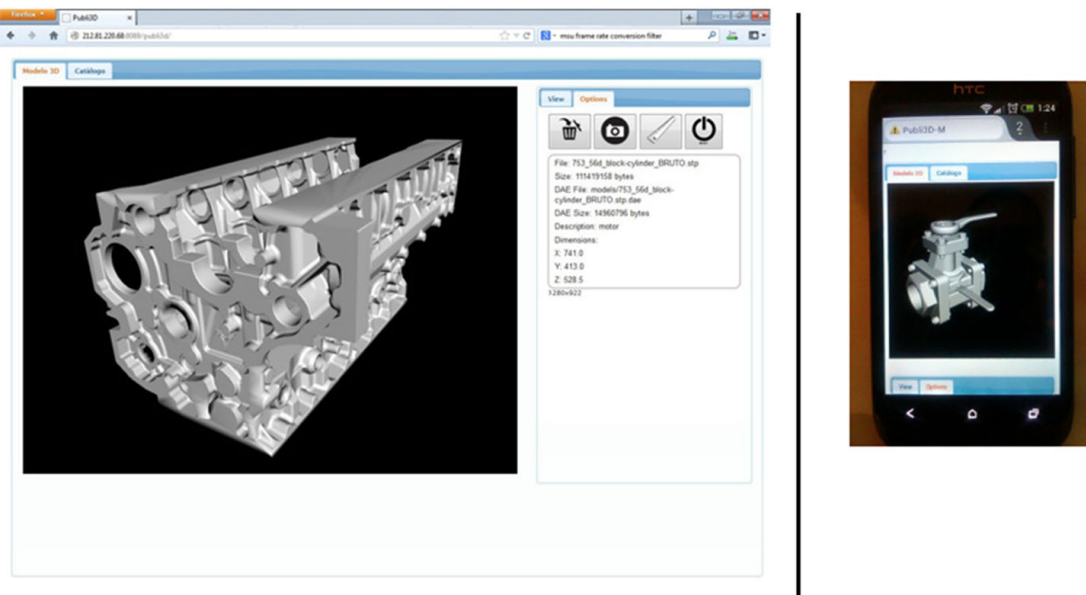 Firefox
Publi3D
212.81.220.68:8080/publi3d/
msu frame rate conversion filter
Modelo 3D
Catálogo
View
Options
File: 753_56d_block-cylinder_BRUTO.stp
Size: 111419158 bytes
DAE File: models/753_56d_block-
cylinder_BRUTO.stp.dae
DAE Size: 14960796 bytes
Description: motor
Dimensions:
X: 741.0
Y: 413.0
Z: 528.5
1280x922
hTC
1:24
Publi3D-M
2
Modelo 3D
Catálogo
View
Options